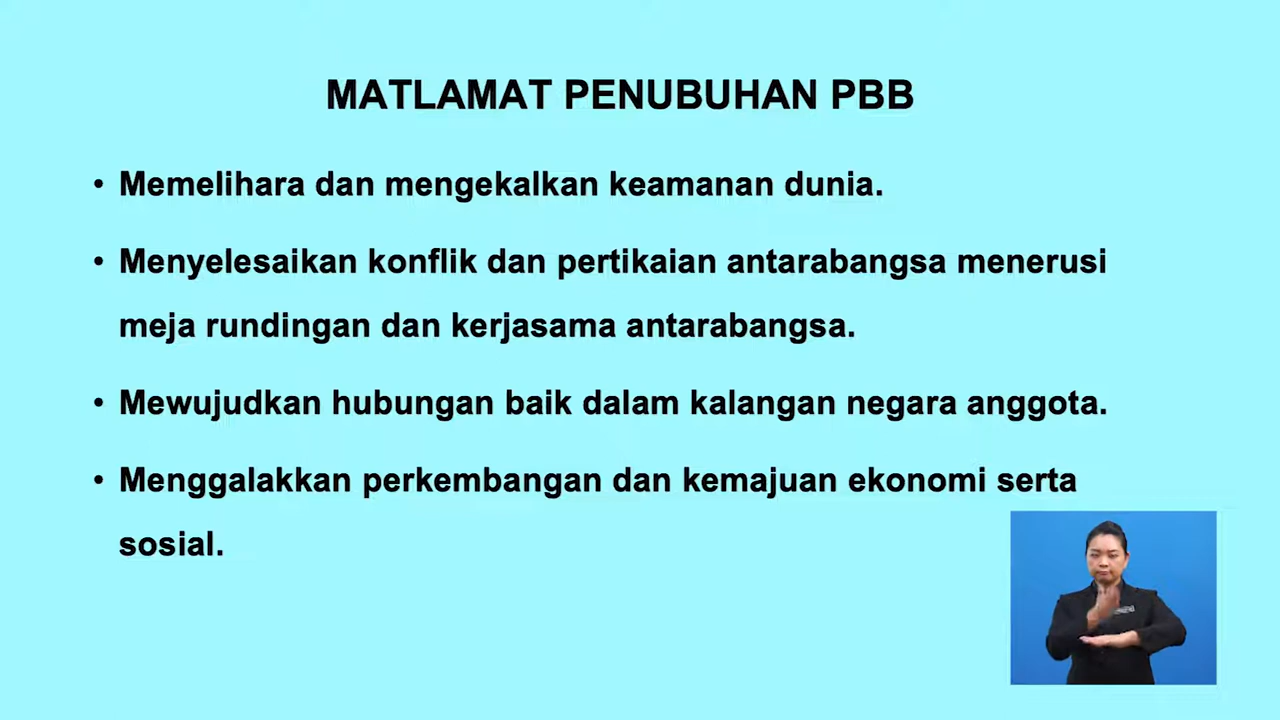 MATLAMAT PENUBUHAN PBB
• Memelihara dan mengekalkan keamanan dunia.
• Menyelesaikan konflik dan pertikaian antarabangsa menerusi
meja rundingan dan kerjasama antarabangsa.
• Mewujudkan hubungan baik dalam kalangan negara anggota.
• Menggalakkan perkembangan dan kemajuan ekonomi serta
sosial.